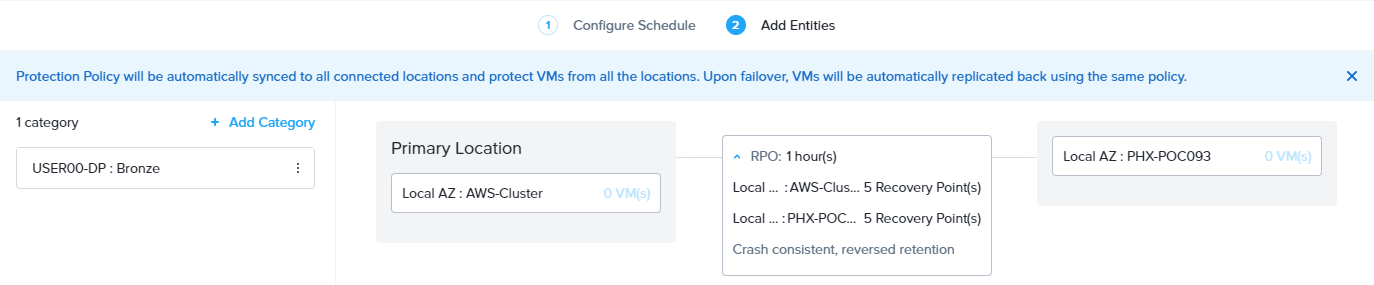 1 Configure Schedule 2 Add Entities
Protection Policy will be automatically synced to all connected locations and protect VMs from all the locations. Upon failover, VMs will be automatically replicated back using the same policy.
1 category + Add Category
USER00-DP : Bronze
Primary Location
Local AZ : AWS-Cluster 0 VM(s)
RPO: 1 hour(s)
Local ... : AWS-Clus... 5 Recovery Point(s)
Local ... : PHX-POC... 5 Recovery Point(s)
Crash consistent, reversed retention
Local AZ : PHX-POC093 0 VM(s)